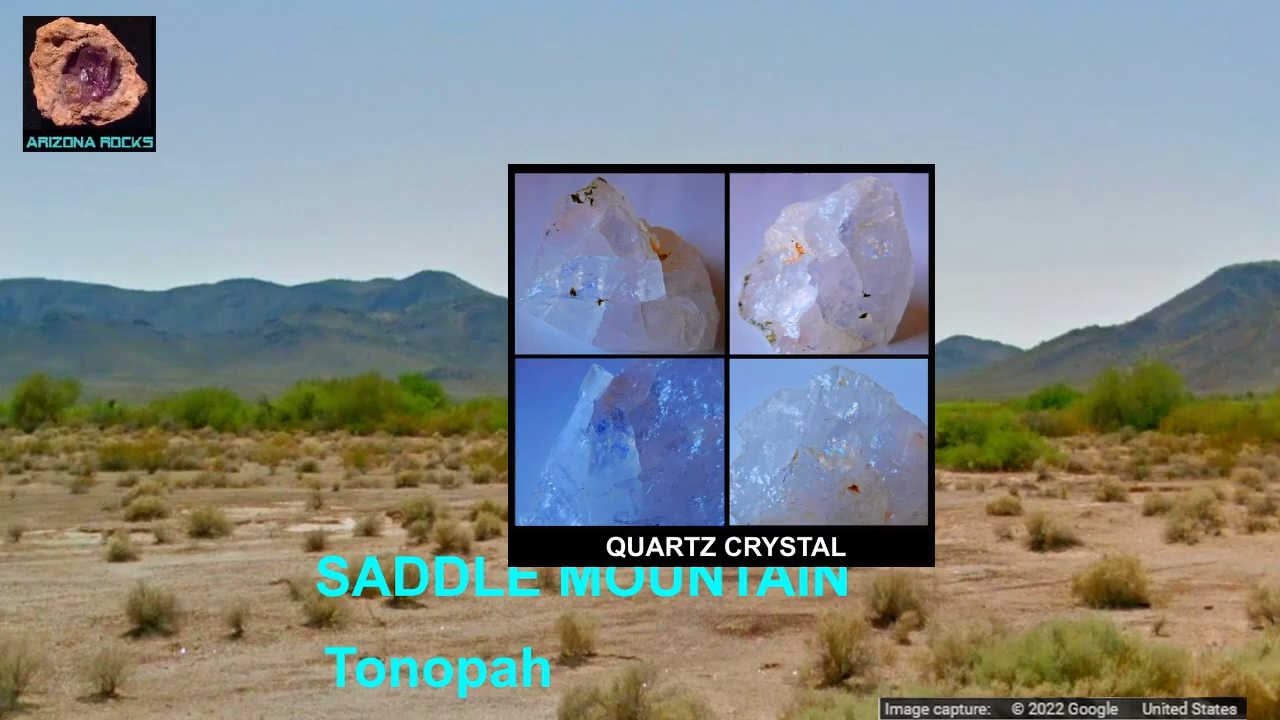 ARIZONA ROCKS
QUARTZ CRYSTAL
SADDLE MOUNTAIN
Tonopah
Image capture: © 2022 Google United States